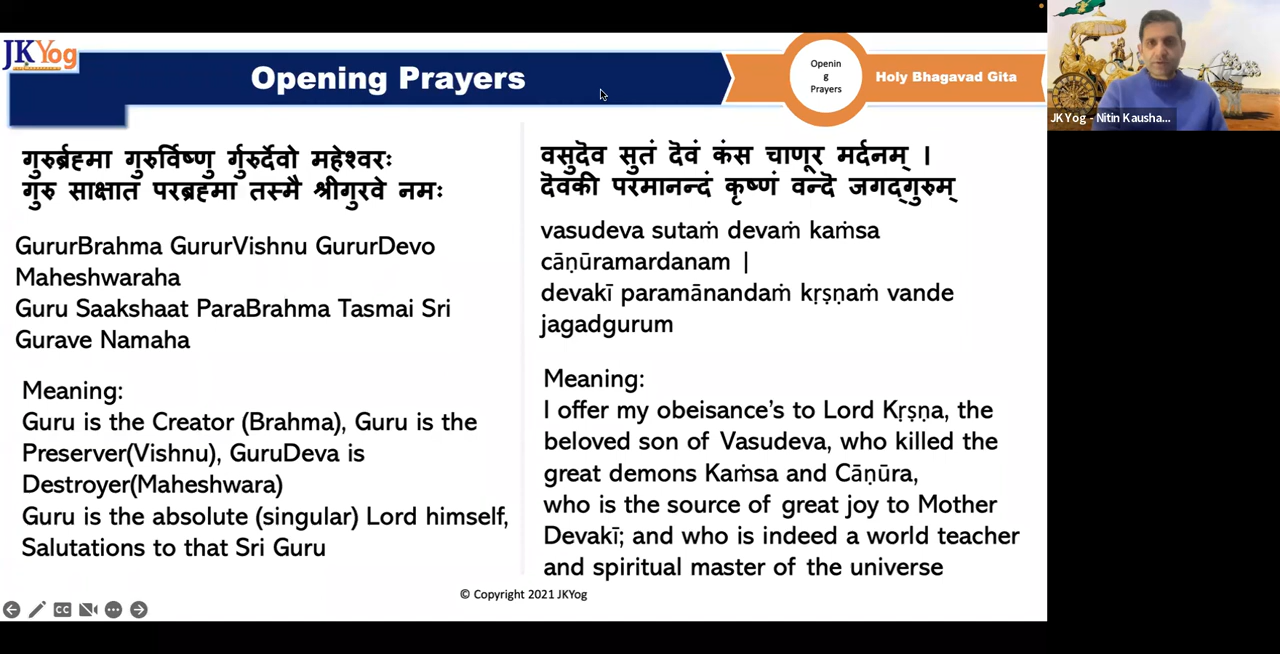 JKYog
Opening Prayers
Openin
g
Prayers
Holy Bhagavad Gita
JKYog - Nitin Kausha...
गुरुर्ब्रह्मा गुरुर्विष्णु र्गुरुर्देवो महेश्वरः
गुरु साक्षात परब्रह्मा तस्मै श्रीगुरवे नमः
GururBrahma GururVishnu GururDevo
Maheshwaraha
Guru Saakshaat ParaBrahma Tasmai Sri
Gurave Namaha
Meaning:
Guru is the Creator (Brahma), Guru is the
Preserver(Vishnu), GuruDeva is
Destroyer(Maheshwara)
Guru is the absolute (singular) Lord himself,
Salutations to that Sri Guru
वसुदॆव सुतं दॆवं कंस चाणूर मर्दनम् ।
दॆवकी परमानन्दं कृष्णं वन्दॆ जगद्गुरुम्
vasudeva sutaṁ devaṁ kaṁsa
cāṇūramardanam |
devakī paramānandaṁ kṛṣṇaṁ vande
jagadgurum
Meaning:
I offer my obeisance's to Lord Kṛṣṇa, the
beloved son of Vasudeva, who killed the
great demons Kaṁsa and Cāṇūra,
who is the source of great joy to Mother
Devakī; and who is indeed a world teacher
and spiritual master of the universe
© Copyright 2021 JKYog
CC